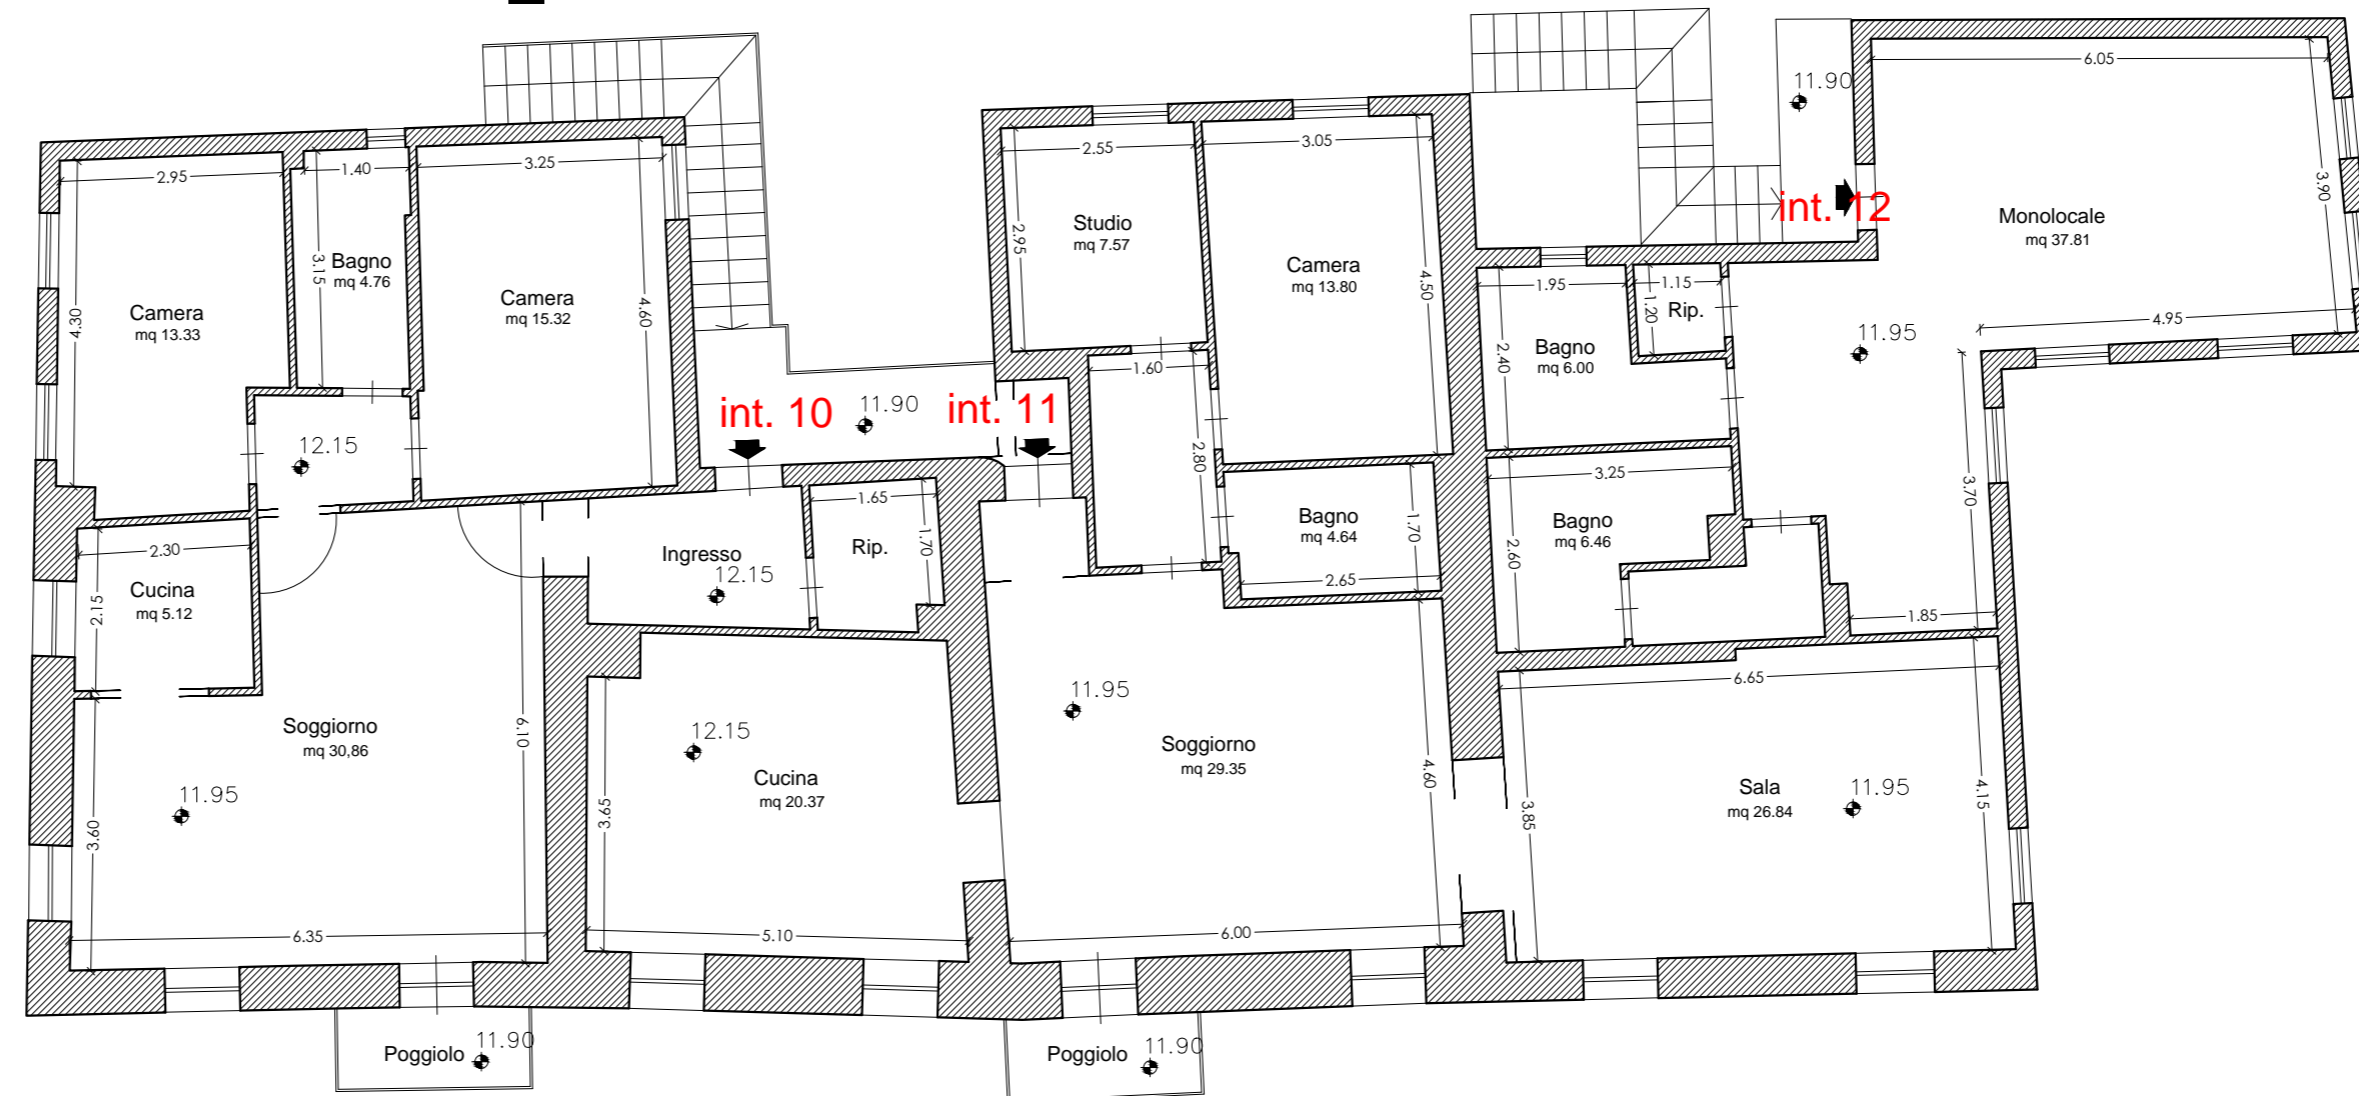 6.05
11.90
2.95
1.40
3.25
2.55
3.05
3.90
int. 12
Monolocale
mq 37.81
Studio
mq 7.57
2.95
Bagno
mq 4.76
3.15
Camera
mq 13.80
4.50
1.95
1.15
1.20
Rip.
Camera
mq 15.32
4.60
Camera
mq 13.33
4.30
4.95
11.95
Bagno
mq 6.00
2.40
1.60
int. 10
11.90
int. 11
12.15
2.80
3.25
3.70
1.65
1.70
Rip.
Bagno
mq 4.64
1.70
Bagno
mq 6.46
2.60
2.30
Ingresso
12.15
2.65
Cucina
mq 5.12
2.15
1.85
6.65
11.95
Soggiorno
mq 30,86
6.10
12.15
Soggiorno
mq 29.35
4.60
Cucina
mq 20.37
3.65
11.95
3.60
Sala
mq 26.84
11.95
4.15
3.85
6.35
5.10
6.00
Poggiolo
11.90
Poggiolo
11.90